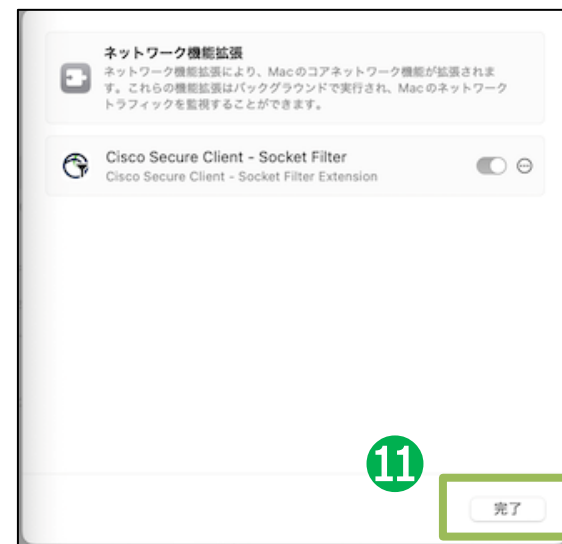 ネットワーク機能拡張
ネットワーク機能拡張により、Macのコアネットワーク機能が拡張されま
す。これらの機能拡張はバックグラウンドで実行され、Macのネットワーク
トラフィックを監視することができます。
Cisco Secure Client - Socket Filter
Cisco Secure Client - Socket Filter Extension
11
完了